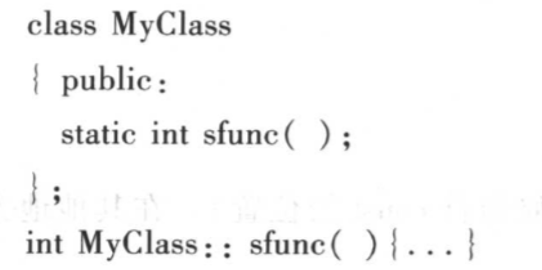 class MyClass
{ public:
static int sfunc( );
};
int MyClass:: sfunc( ){...}